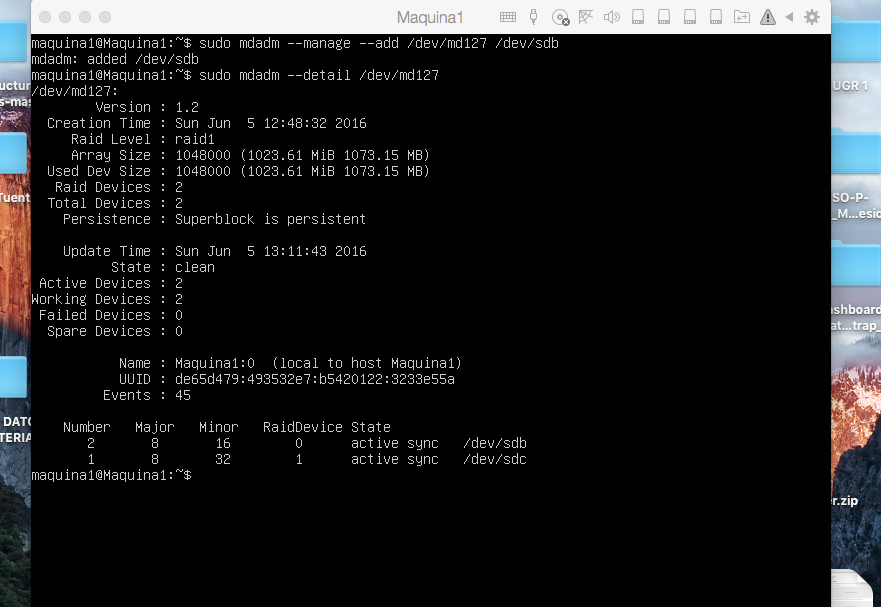 Maquina1
maquina1@Maquina1:~$ sudo mdadm --manage --add /dev/md127 /dev/sdb
mdadm: added /dev/sdb
maquina1@Maquina1:~$ sudo mdadm --detail /dev/md127
/dev/md127:
Version : 1.2
Creation Time : Sun Jun  5 12:48:32 2016
Raid Level : raid1
Array Size : 1048000 (1023.61 MiB 1073.15 MB)
Used Dev Size : 1048000 (1023.61 MiB 1073.15 MB)
Raid Devices : 2
Total Devices : 2
Persistence : Superblock is persistent
Update Time : Sun Jun  5 13:11:43 2016
State : clean
Active Devices : 2
Working Devices : 2
Failed Devices : 0
Spare Devices : 0
Name : Maquina1:0  (local to host Maquina1)
UUID : de65d479:493532e7:b5420122:3233e55a
Events : 45
Number   Major   Minor   RaidDevice State
2       8       16        0      active sync   /dev/sdb
1       8       32        1      active sync   /dev/sdc
maquina1@Maquina1:~$
uctur
s-mas
Tuent
DATO
TERIA
UGR 1
SO-P-
_M...esic
shboard
at...trap_
er.zip